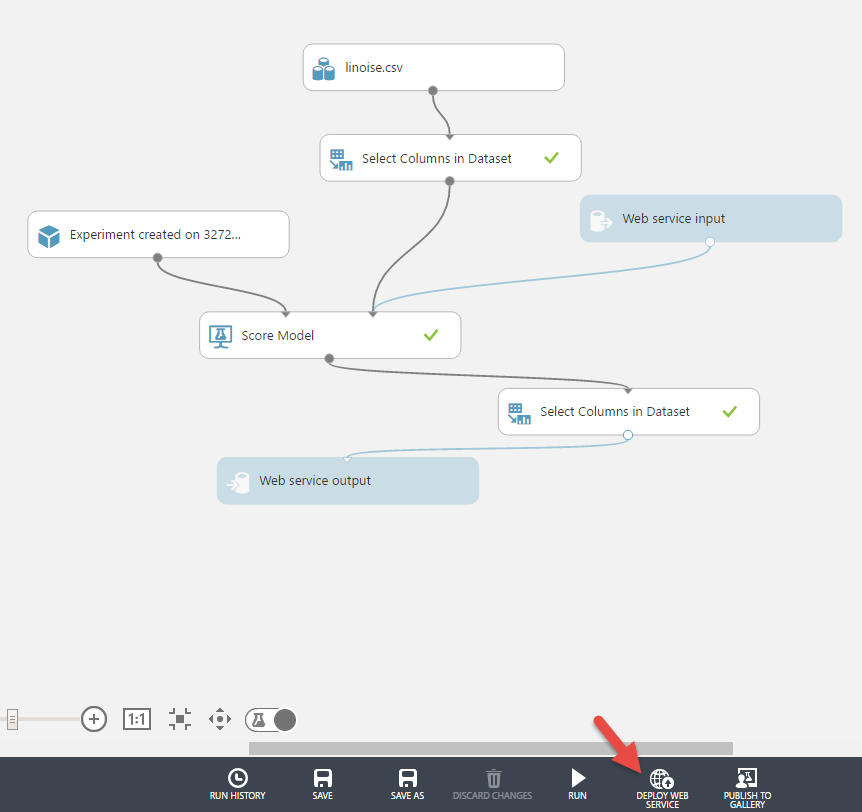 linoise.csv
Select Columns in Dataset
Web service input
Experiment created on 3272...
Score Model
Select Columns in Dataset
Web service output
1:1
RUN HISTORY
SAVE
SAVE AS
DISCARD CHANGES
RUN
DEPLOY WEB
SERVICE
PUBLISH TO
GALLERY